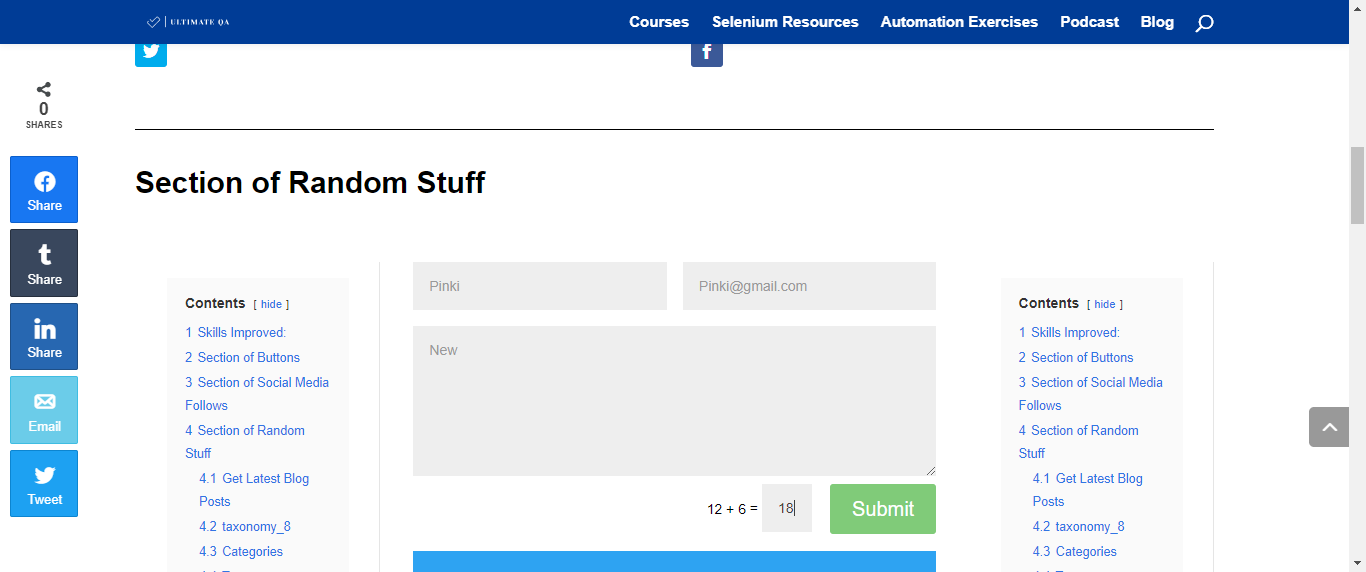 ULTIMATE QA
Courses
Selenium Resources
Automation Exercises
Podcast
Blog
0
SHARES
Share
Share
Share
Email
Tweet
Section of Random Stuff
Contents [ hide ]
1 Skills Improved:
2 Section of Buttons
3 Section of Social Media
Follows
4 Section of Random
Stuff
4.1 Get Latest Blog
Posts
4.2 taxonomy_8
4.3 Categories
Pinki
Pinki@gmail.com
New
12 + 6 = 18
Submit
Contents [ hide ]
1 Skills Improved:
2 Section of Buttons
3 Section of Social Media
Follows
4 Section of Random
Stuff
4.1 Get Latest Blog
Posts
4.2 taxonomy_8
4.3 Categories